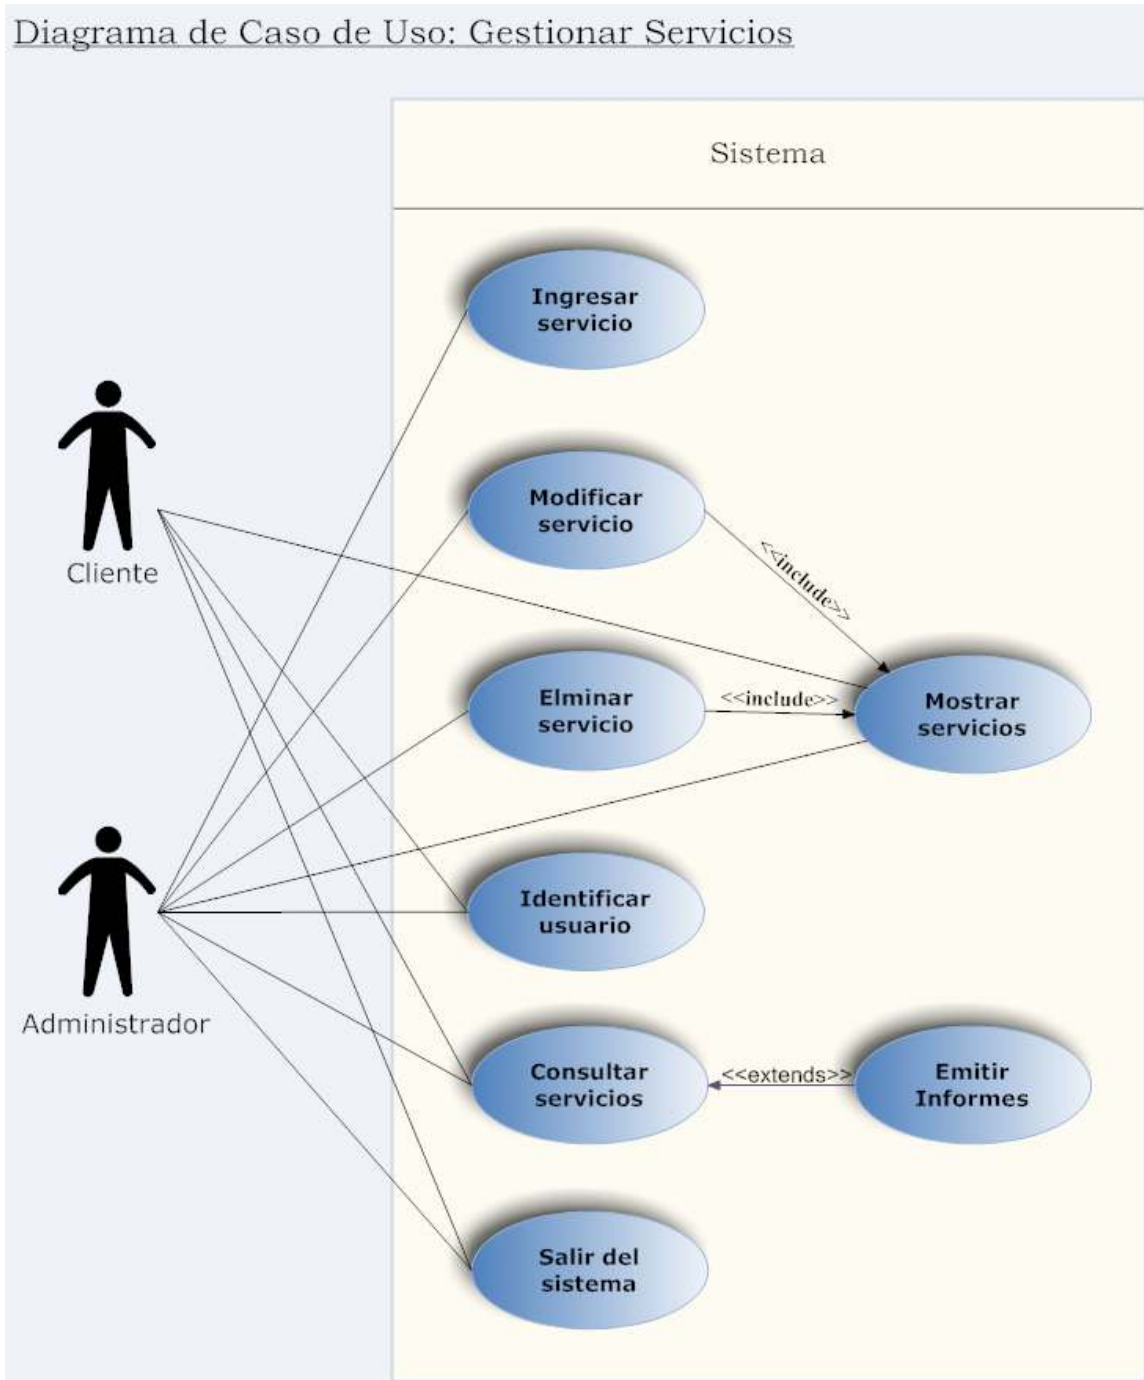 Diagrama de Caso de Uso: Gestionar Servicios
Sistema
Ingresar
servicio
Modificar
servicio
<<include>>
Cliente
Elminar
servicio
<<include>>
Mostrar
servicios
Identificar
usuario
Administrador
Consultar
servicios
<<extends>>
Emitir
Informes
Salir del
sistema